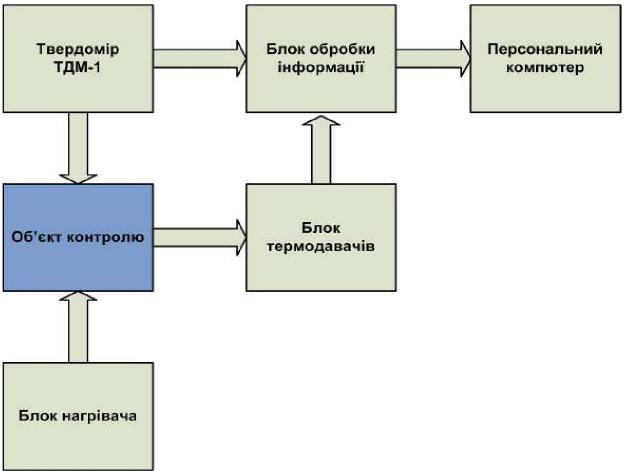 Твердомір
ТДМ-1
Блок обробки
інформації
Персональний
компютер
Об'єкт контролю
Блок
термодавачів
Блок нагрівача